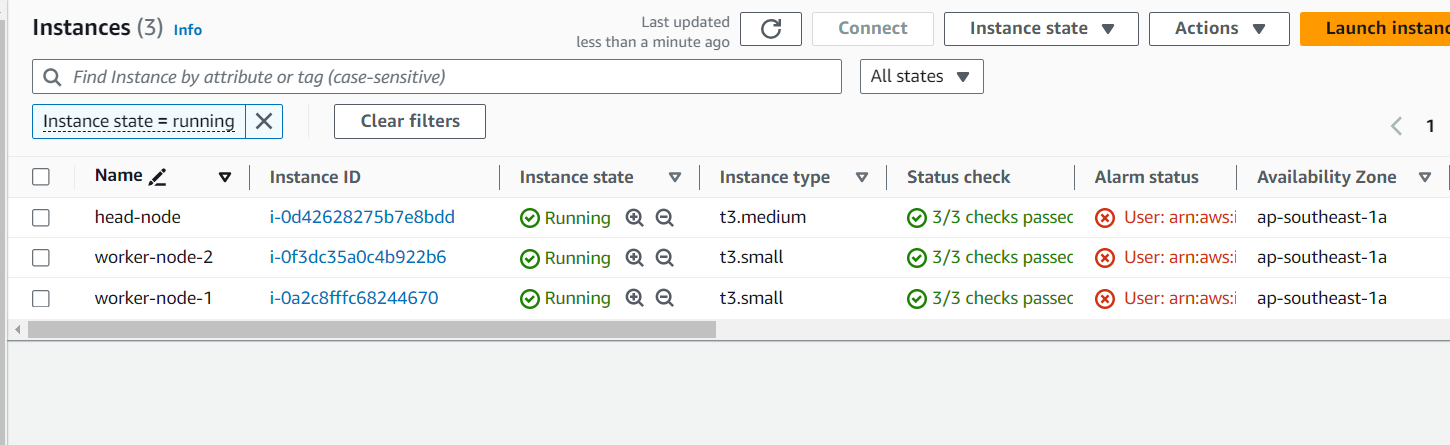 Instances (3) Info
Last updated
less than a minute ago
Connect Instance state Actions Launch instanc
Find Instance by attribute or tag (case-sensitive) All states
Instance state = running Clear filters 1
Name Instance ID Instance state Instance type Status check Alarm status Availability Zone
head-node i-0d42628275b7e8bdd Running t3.medium 3/3 checks passec User: arn:aws:i ap-southeast-1a
worker-node-2 i-0f3dc35a0c4b922b6 Running t3.small 3/3 checks passec User: arn:aws:i ap-southeast-1a
worker-node-1 i-0a2c8fffc68244670 Running t3.small 3/3 checks passec User: arn:aws:i ap-southeast-1a